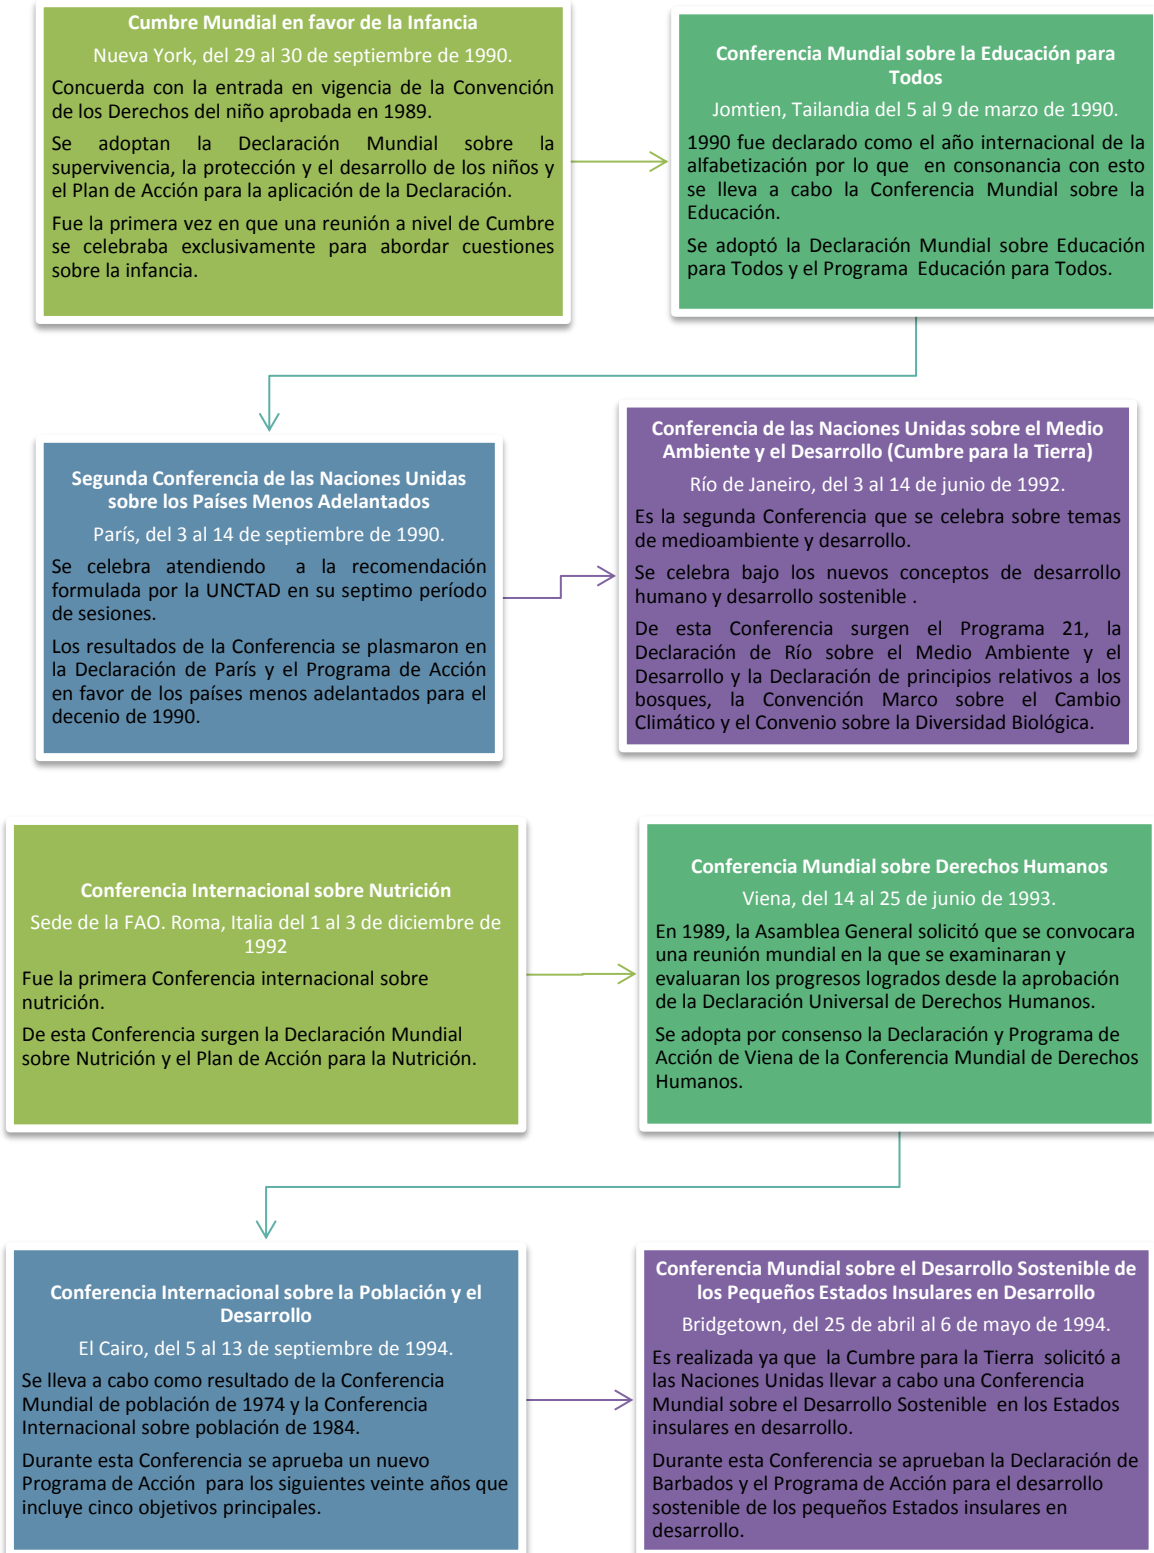 Cumbre Mundial en favor de la Infancia
Nueva York, del 29 al 30 de septiembre de 1990.
Concuerda con la entrada en vigencia de la Convención
de los Derechos del niño aprobada en 1989.
Se adoptan la Declaración Mundial sobre la
supervivencia, la protección y el desarrollo de los niños y
el Plan de Acción para la aplicación de la Declaración.
Fue la primera vez en que una reunión a nivel de Cumbre
se celebraba exclusivamente para abordar cuestiones
sobre la infancia.
Conferencia Mundial sobre la Educación para
Todos
Jomtien, Tailandia del 5 al 9 de marzo de 1990.
1990 fue declarado como el año internacional de la
alfabetización por lo que en consonancia con esto
se lleva a cabo la Conferencia Mundial sobre la
Educación.
Se adoptó la Declaración Mundial sobre Educación
para Todos y el Programa Educación para Todos.
Segunda Conferencia de las Naciones Unidas
sobre los Países Menos Adelantados
París, del 3 al 14 de septiembre de 1990.
Se celebra atendiendo a la recomendación
formulada por la UNCTAD en su septimo período
de sesiones.
Los resultados de la Conferencia se plasmaron en
la Declaración de París y el Programa de Acción
en favor de los países menos adelantados para el
decenio de 1990.
Conferencia de las Naciones Unidas sobre el Medio
Ambiente y el Desarrollo (Cumbre para la Tierra)
Río de Janeiro, del 3 al 14 de junio de 1992.
Es la segunda Conferencia que se celebra sobre temas
de medioambiente y desarrollo.
Se celebra bajo los nuevos conceptos de desarrollo
humano y desarrollo sostenible .
De esta Conferencia surgen el Programa 21, la
Declaración de Río sobre el Medio Ambiente y el
Desarrollo y la Declaración de principios relativos a los
bosques, la Convención Marco sobre el Cambio
Climático y el Convenio sobre la Diversidad Biológica.
Conferencia Internacional sobre Nutrición
Sede de la FAO. Roma, Italia del 1 al 3 de diciembre de
1992
Fue la primera Conferencia internacional sobre
nutrición.
De esta Conferencia surgen la Declaración Mundial
sobre Nutrición y el Plan de Acción para la Nutrición.
Conferencia Mundial sobre Derechos Humanos
Viena, del 14 al 25 de junio de 1993.
En 1989, la Asamblea General solicitó que se convocara
una reunión mundial en la que se examinaran y
evaluaran los progresos logrados desde la aprobación
de la Declaración Universal de Derechos Humanos.
Se adopta por consenso la Declaración y Programa de
Acción de Viena de la Conferencia Mundial de Derechos
Humanos.
Conferencia Internacional sobre la Población y el
Desarrollo
El Cairo, del 5 al 13 de septiembre de 1994.
Se lleva a cabo como resultado de la Conferencia
Mundial de población de 1974 y la Conferencia
Internacional sobre población de 1984.
Durante esta Conferencia se aprueba un nuevo
Programa de Acción para los siguientes veinte años que
incluye cinco objetivos principales.
Conferencia Mundial sobre el Desarrollo Sostenible de
los Pequeños Estados Insulares en Desarrollo
Bridgetown, del 25 de abril al 6 de mayo de 1994.
Es realizada ya que la Cumbre para la Tierra solicitó a
las Naciones Unidas llevar a cabo una Conferencia
Mundial sobre el Desarrollo Sostenible en los Estados
insulares en desarrollo.
Durante esta Conferencia se aprueban la Declaración de
Barbados y el Programa de Acción para el desarrollo
sostenible de los pequeños Estados insulares en
desarrollo.